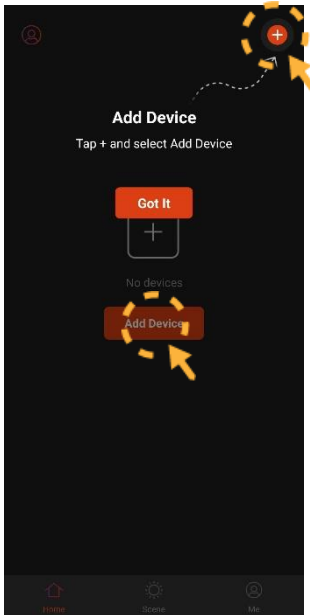 Add Device
Tap + and select Add Device
Got It
No devices
Add Device
Home Scene Me